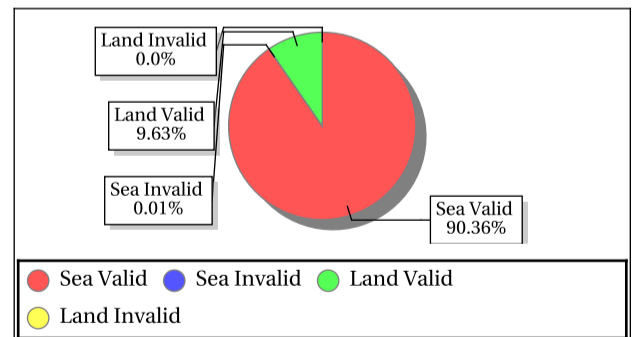 Land Invalid
0.0%
Land Valid
9.63%
Sea Invalid
0.01%
Sea Valid
90.36%
Sea Valid Sea Invalid Land Valid
Land Invalid